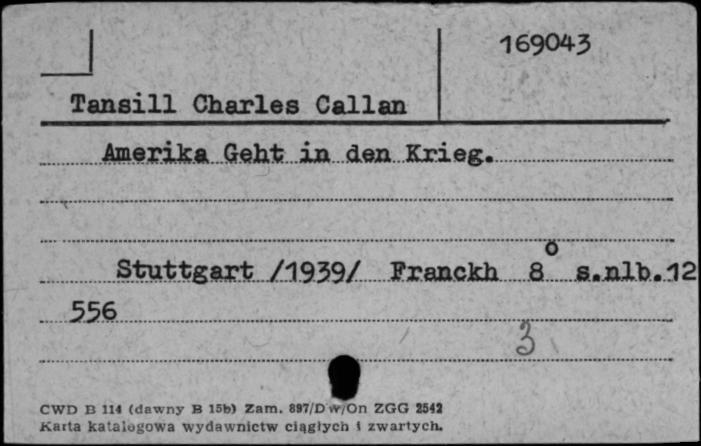 169043
Tansill Charles Callan
Amerika Geht in den Krieg.
Stuttgart /1939/ Franckh 8° s.nlb.12
556
3
CWD B 114 (dawny B 15b) Zam. 897/Dw/On ZGG 2542
Karta katalogowa wydawnictw ciągłych i zwartych.